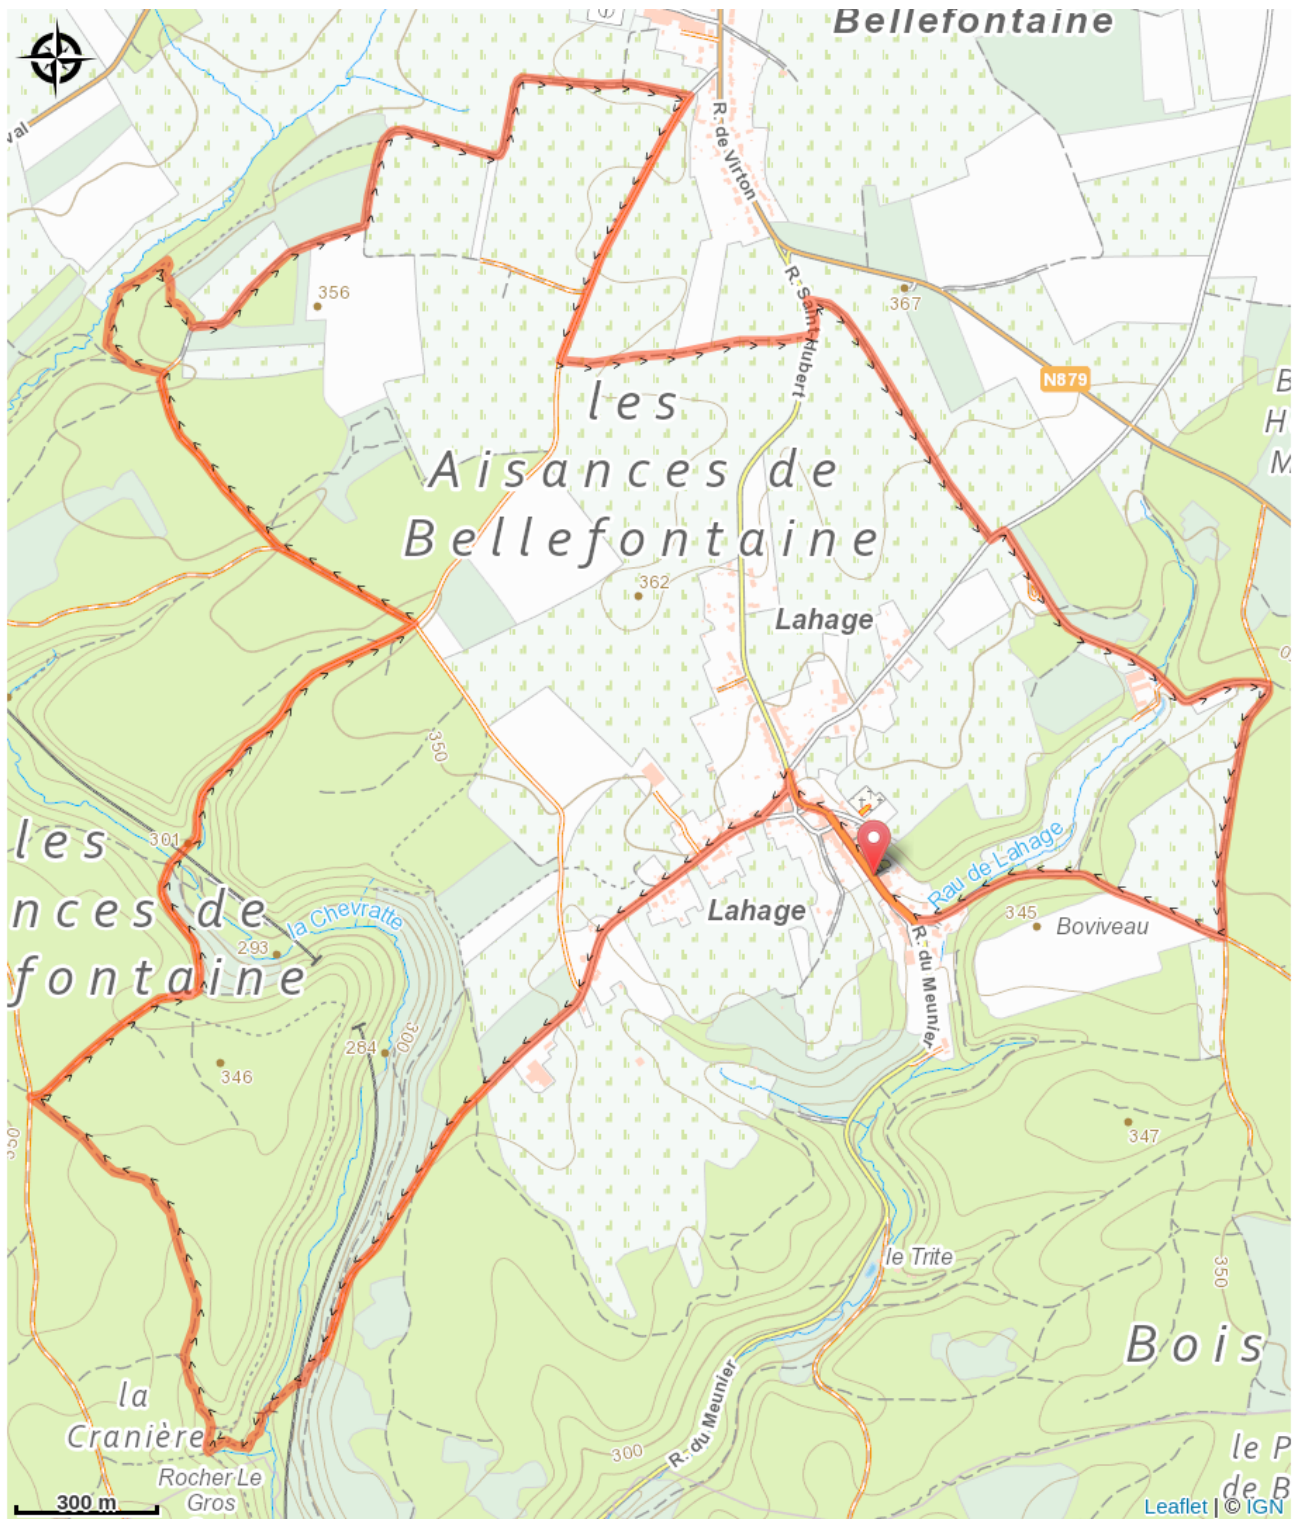 Bellefontaine
Val
R. de Virton
R. Saint-Hubert
356
367
N879
B
H
M
les
Aisances de
Bellefontaine
362
Lahage
350
301
les
nces de
fontaine
la Chevratte
293
Rau de Lahage
Lahage
345
Boviveau
R. du Meunier
284
300
346
347
350
le Trite
350
Bois
la
Cranière
Rocher Le
Gros
R. du Meunier
300
le P
de B
300 m
Leaflet | © IGN